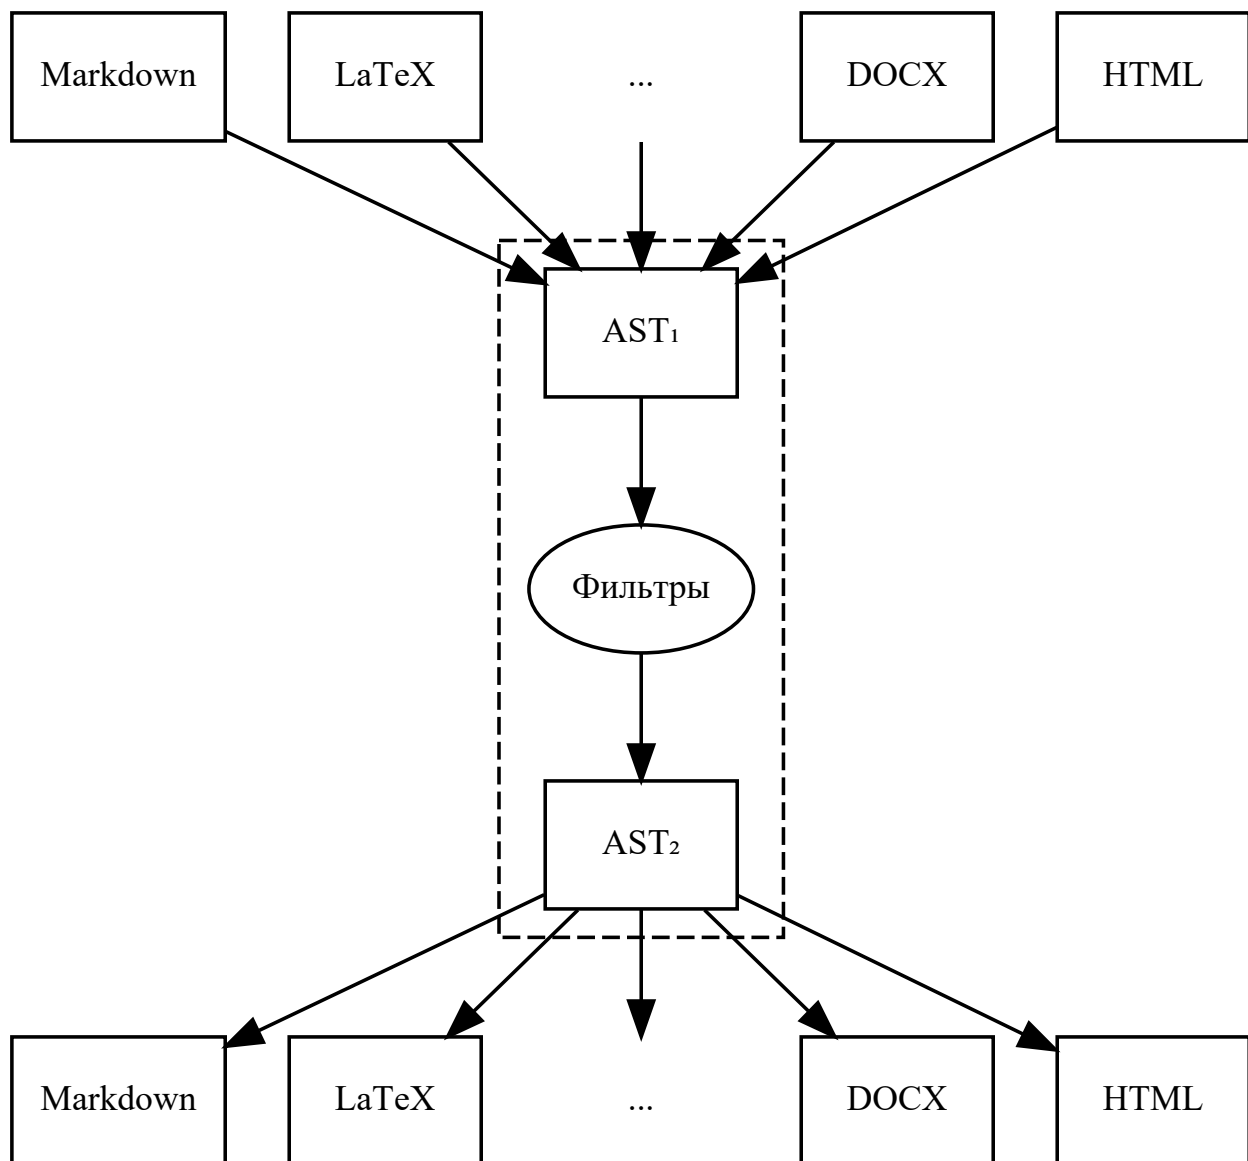 Markdown
LaTeX
...
DOCX
HTML
AST₁
Фильтры
AST₂
Markdown
LaTeX
...
DOCX
HTML